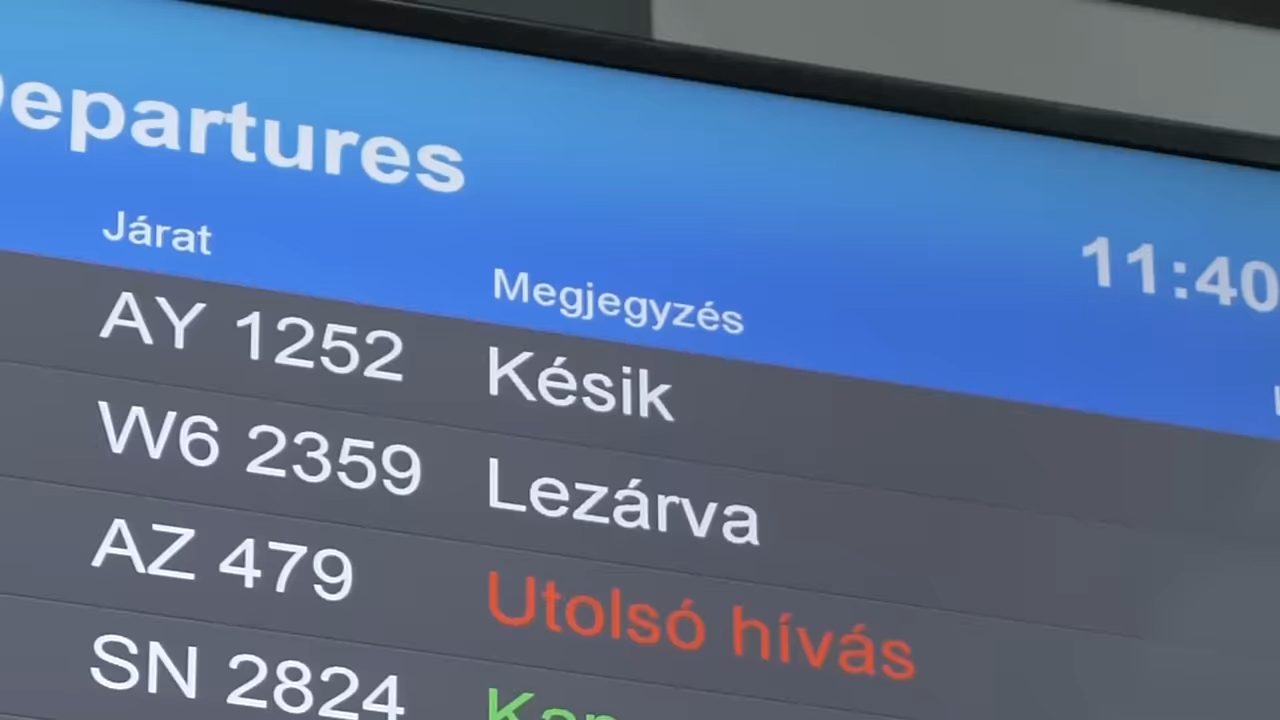 Departures
11:40
Járat Megjegyzés
AY 1252 Késik
W6 2359 Lezárva
AZ 479 Utolsó hívás
SN 2824